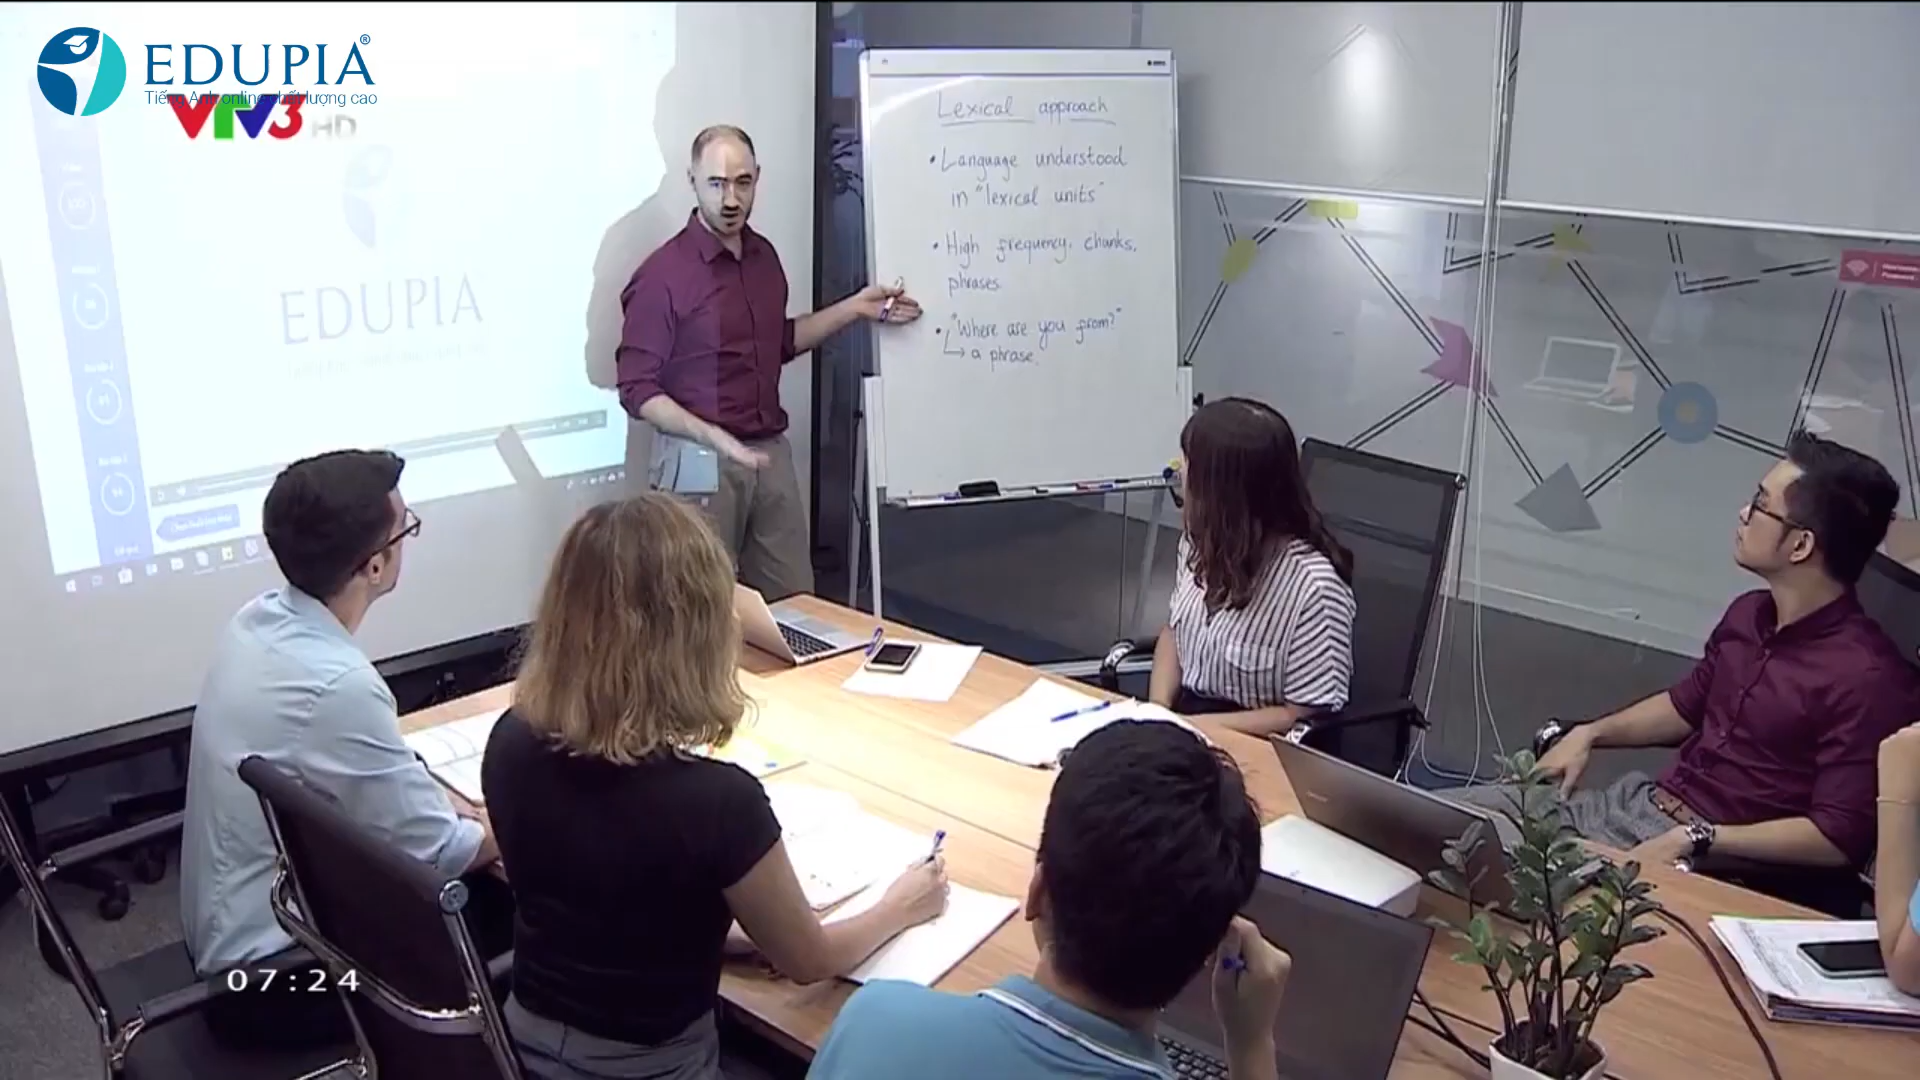 EDUPIA®
Tiếng Anh online chất lượng cao
VTV3 HD
EDUPIA
Lexical approach
• Language understood
in "lexical units"
• High frequency, chunks,
phrases
• "Where are you from?"
↳ a phrase.
07:24